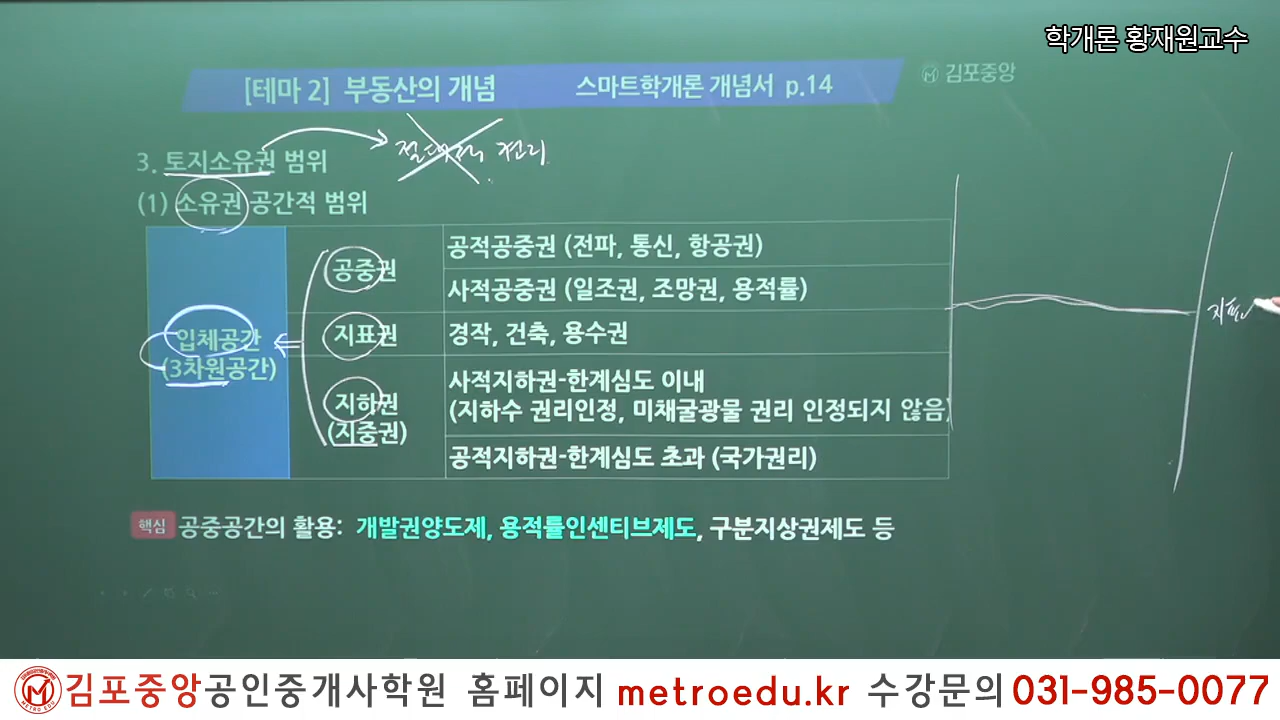 학개론 황재원교수
[테마 2] 부동산의 개념 스마트학개론 개념서 p.14
김포중앙
3. 토지소유권 범위
절대적 권리
(1) 소유권 공간적 범위
입체공간
(3차원공간)
공중권
공적공중권 (전파, 통신, 항공권)
사적공중권 (일조권, 조망권, 용적률)
지표권
경작, 건축, 용수권
지하권
(지중권)
사적지하권-한계심도 이내
(지하수 권리인정, 미채굴광물 권리 인정되지 않음)
공적지하권-한계심도 초과 (국가권리)
지표
핵심 공중공간의 활용: 개발권양도제, 용적률인센티브제도, 구분지상권제도 등
METRO EDU 김포중앙공인중개사학원 홈페이지 metroedu.kr 수강문의 031-985-0077